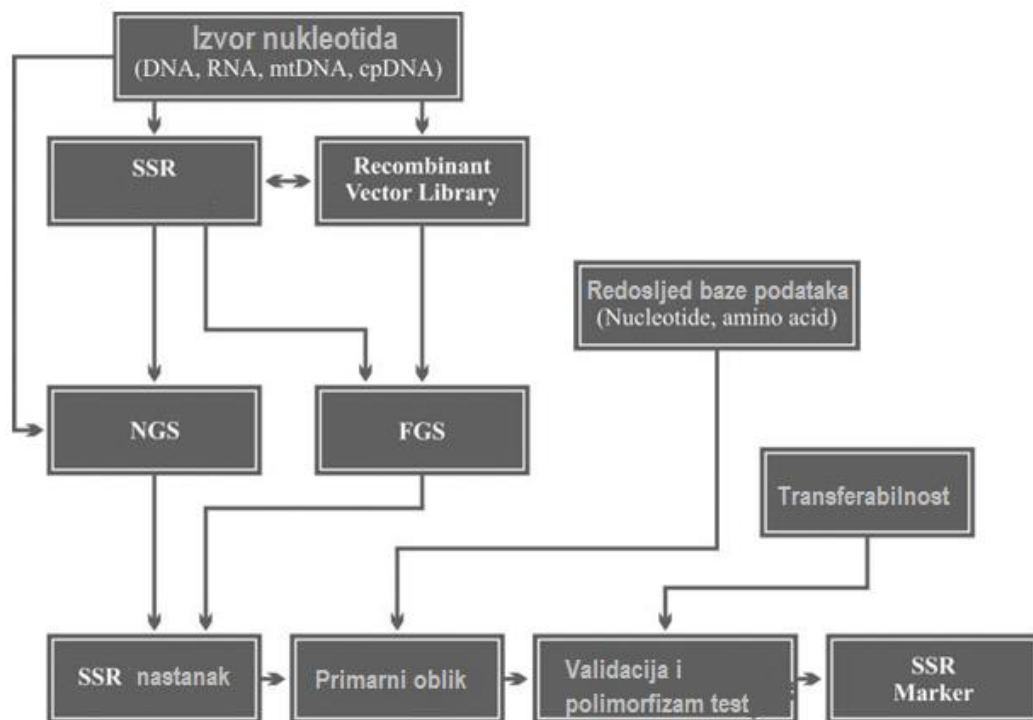 Izvor nukleotida
(DNA, RNA, mtDNA, cpDNA)
SSR
Recombinant
Vector Library
Redosljed baze podataka
(Nucleotide, amino acid)
NGS
FGS
Transferabilnost
SSR nastanak
Primarni oblik
Validacija i
polimorfizam test
SSR
Marker